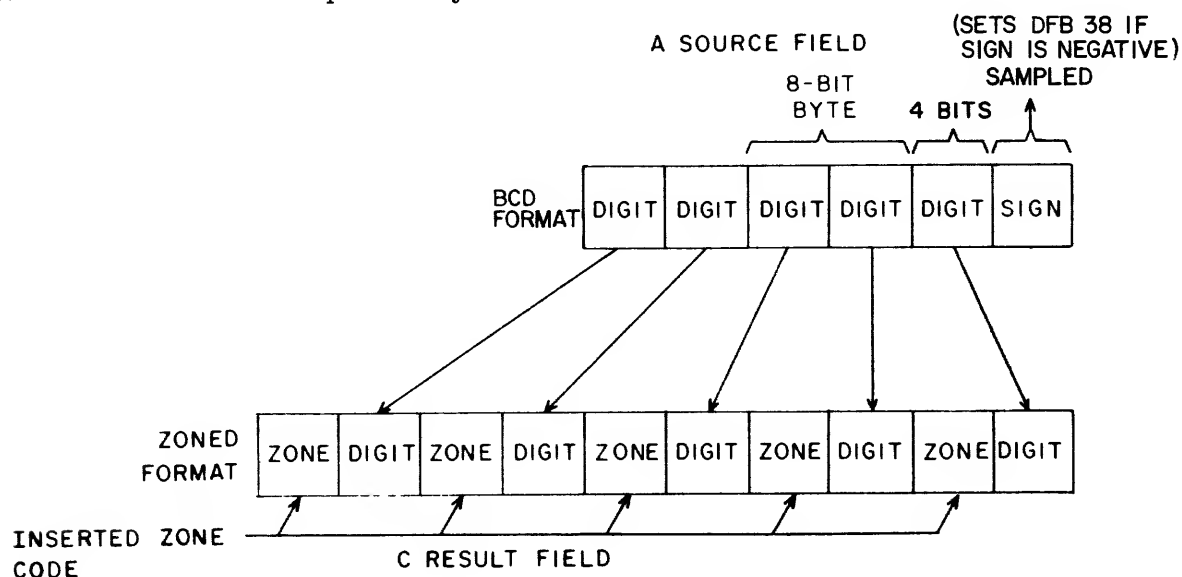 (SETS DFB 38 IF
SIGN IS NEGATIVE)
SAMPLED
A SOURCE FIELD
8-BIT
BYTE
4 BITS
BCD
FORMAT
DIGIT DIGIT DIGIT DIGIT DIGIT SIGN
ZONED
FORMAT
ZONE DIGIT ZONE DIGIT ZONE DIGIT ZONE DIGIT ZONE DIGIT
INSERTED ZONE
CODE
C RESULT FIELD